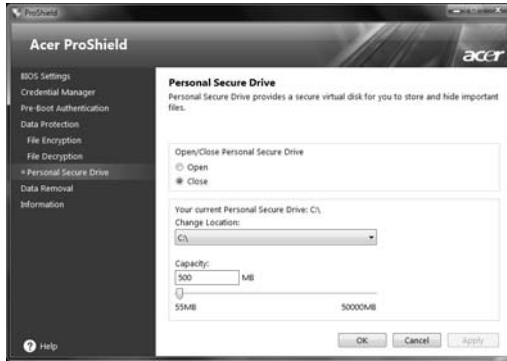 ProShield
Acer ProShield
acer
BIOS Settings
Credential Manager
Pre-Boot Authentication
Data Protection
File Encryption
File Decryption
Personal Secure Drive
Data Removal
Information
Help
Personal Secure Drive
Personal Secure Drive provides a secure virtual disk for you to store and hide important
files.
Open/Close Personal Secure Drive
Open
Close
Your current Personal Secure Drive: C:\
Change Location:
C:\
Capacity:
500 MB
55MB 50000MB
OK Cancel Apply